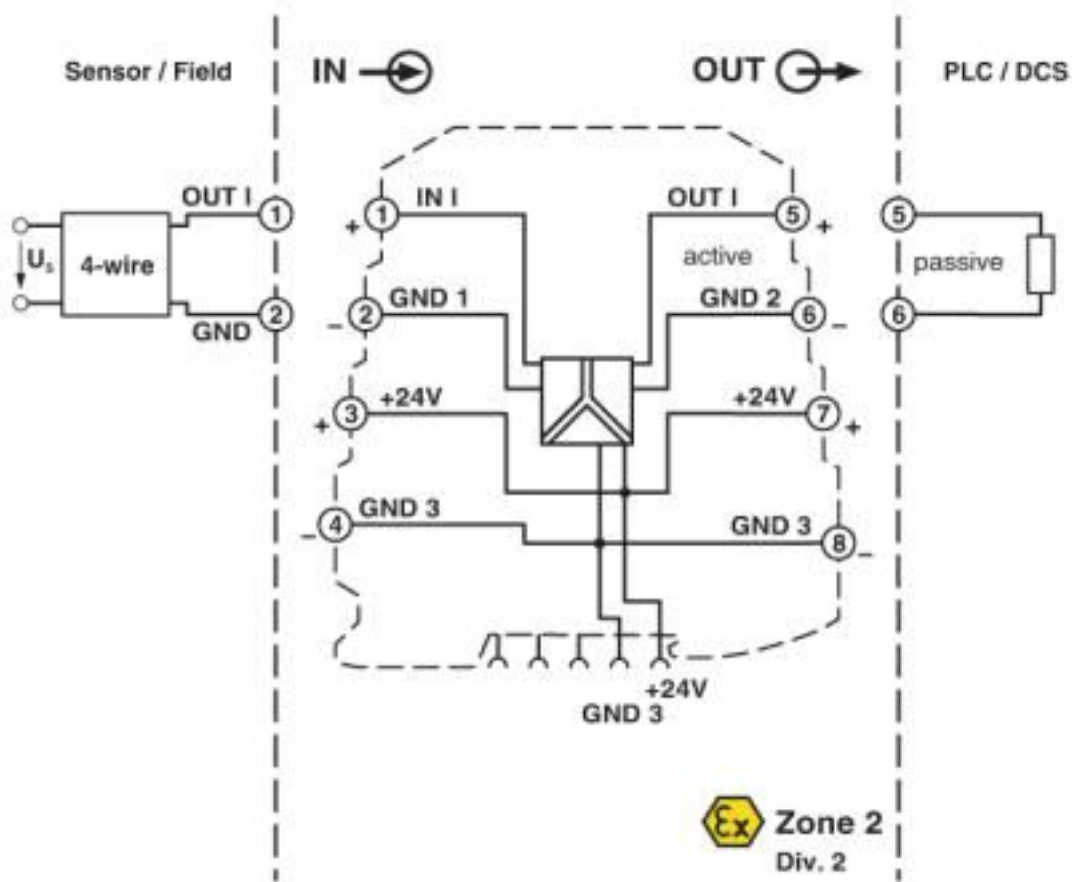 Sensor / Field
IN
OUT
PLC / DCS
OUT I
1
+
1
IN I
OUT I
5
+
5
Us
4-wire
active
passive
GND
2
-
2
GND 1
GND 2
6
-
6
+
3
+24V
+24V
7
+
-
4
GND 3
GND 3
8
-
+24V
GND 3
Ex
Zone 2
Div. 2